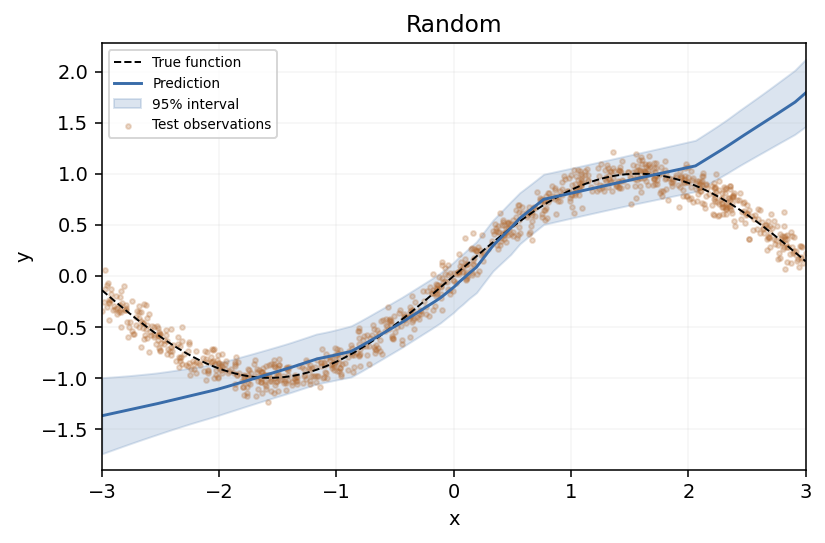 Random
True function
Prediction
95% interval
Test observations
2.0
1.5
1.0
0.5
0.0
−0.5
−1.0
−1.5
y
−3 −2 −1 0 1 2 3
x